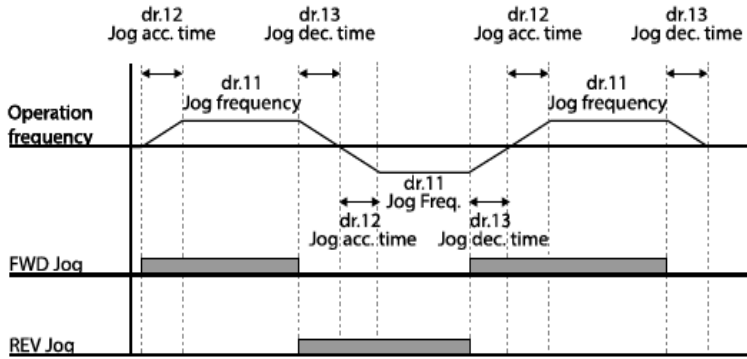 dr.12
Jog acc. time
dr.13
Jog dec. time
dr.12
Jog acc. time
dr.13
Jog dec. time
dr.11
Jog frequency
dr.11
Jog frequency
Operation
frequency
dr.11
Jog Freq.
dr.12
Jog acc. time
dr.13
Jog dec. time
FWD Jog
REV Jog